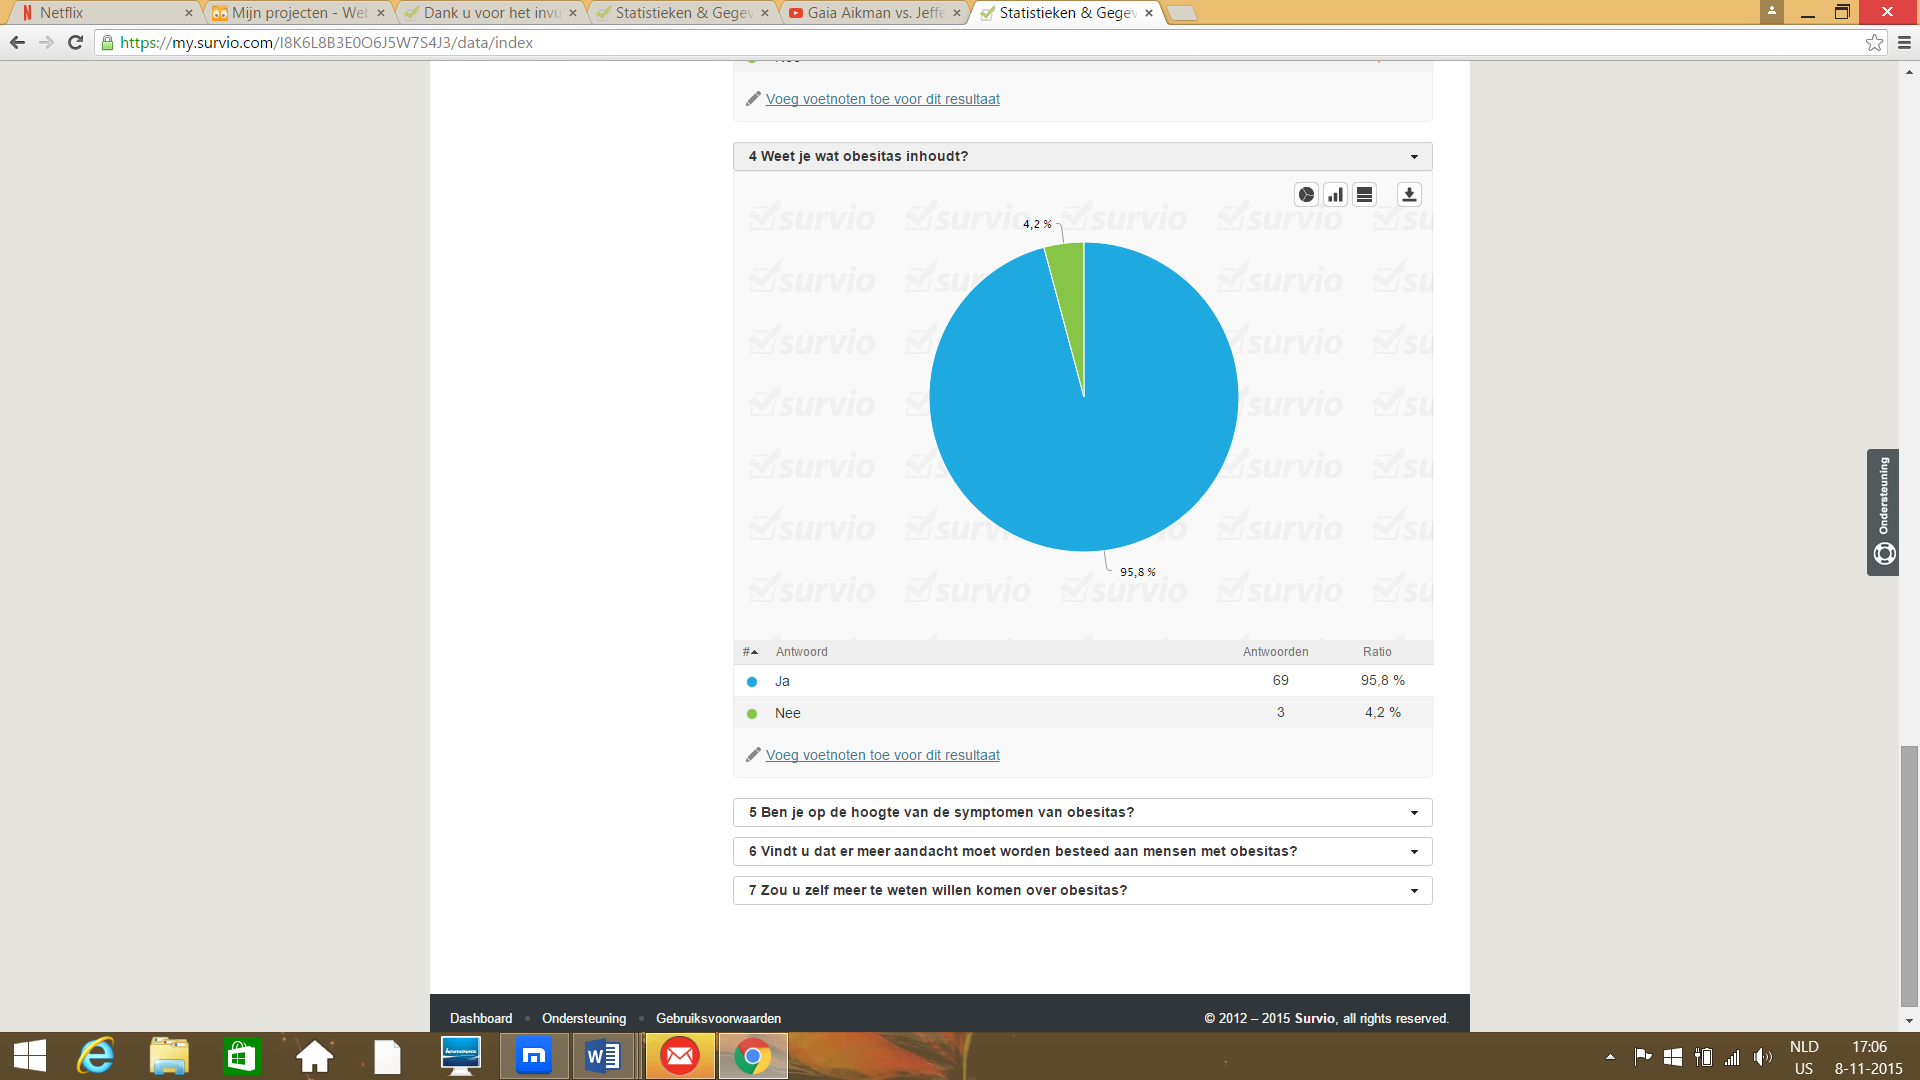 Netflix
Mijn projecten - Web
Dank u voor het invu
Statistieken & Gegev
Gaia Aikman vs. Jeffe
Statistieken & Gegev
https://my.survio.com/I8K6L8B3E0O6J5W7S4J3/data/index
Voeg voetnoten toe voor dit resultaat
4 Weet je wat obesitas inhoudt?
survio
4,2 %
95,8 %
# Antwoord Antwoorden Ratio
Ja 69 95,8 %
Nee 3 4,2 %
Voeg voetnoten toe voor dit resultaat
5 Ben je op de hoogte van de symptomen van obesitas?
6 Vindt u dat er meer aandacht moet worden besteed aan mensen met obesitas?
7 Zou u zelf meer te weten willen komen over obesitas?
Ondersteuning
Dashboard • Ondersteuning • Gebruiksvoorwaarden
© 2012 – 2015 Survio, all rights reserved.
NLD 17:06
US 8-11-2015